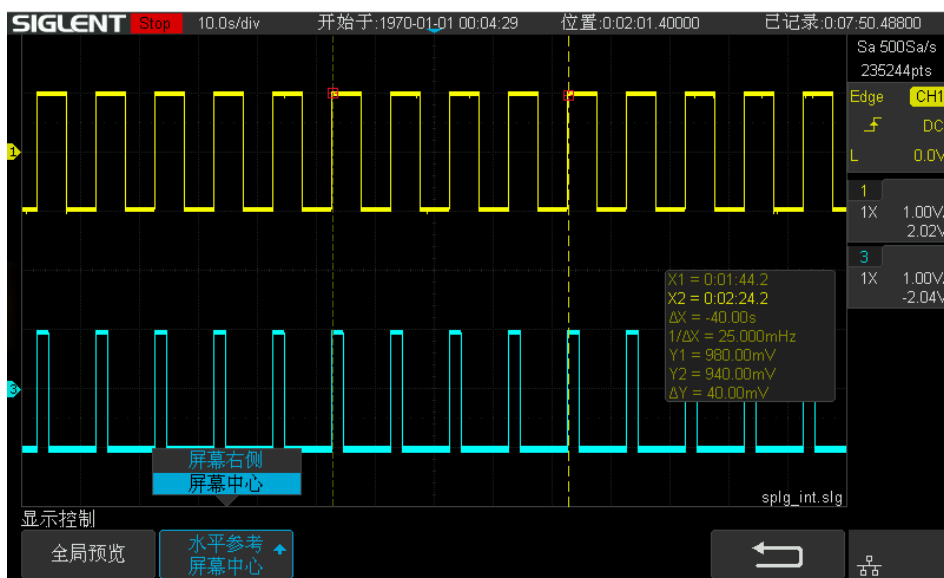 SIGLENT Stop 10.0s/div 开始于:1970-01-01 00:04:29 位置:0:02:01.40000 已记录:0:07:50.48800
Sa 500Sa/s
235244pts
Edge CH1
DC
L 0.0V
1
1X 1.00V/
2.02V
3
1X 1.00V/
-2.04V
1
3
X1 = 0:01:44.2
X2 = 0:02:24.2
ΔX = -40.00s
1/ΔX = 25.000mHz
Y1 = 980.00mV
Y2 = 940.00mV
ΔY = 40.00mV
屏幕右侧
屏幕中心
splg_int.slg
显示控制
全局预览
水平参考
屏幕中心